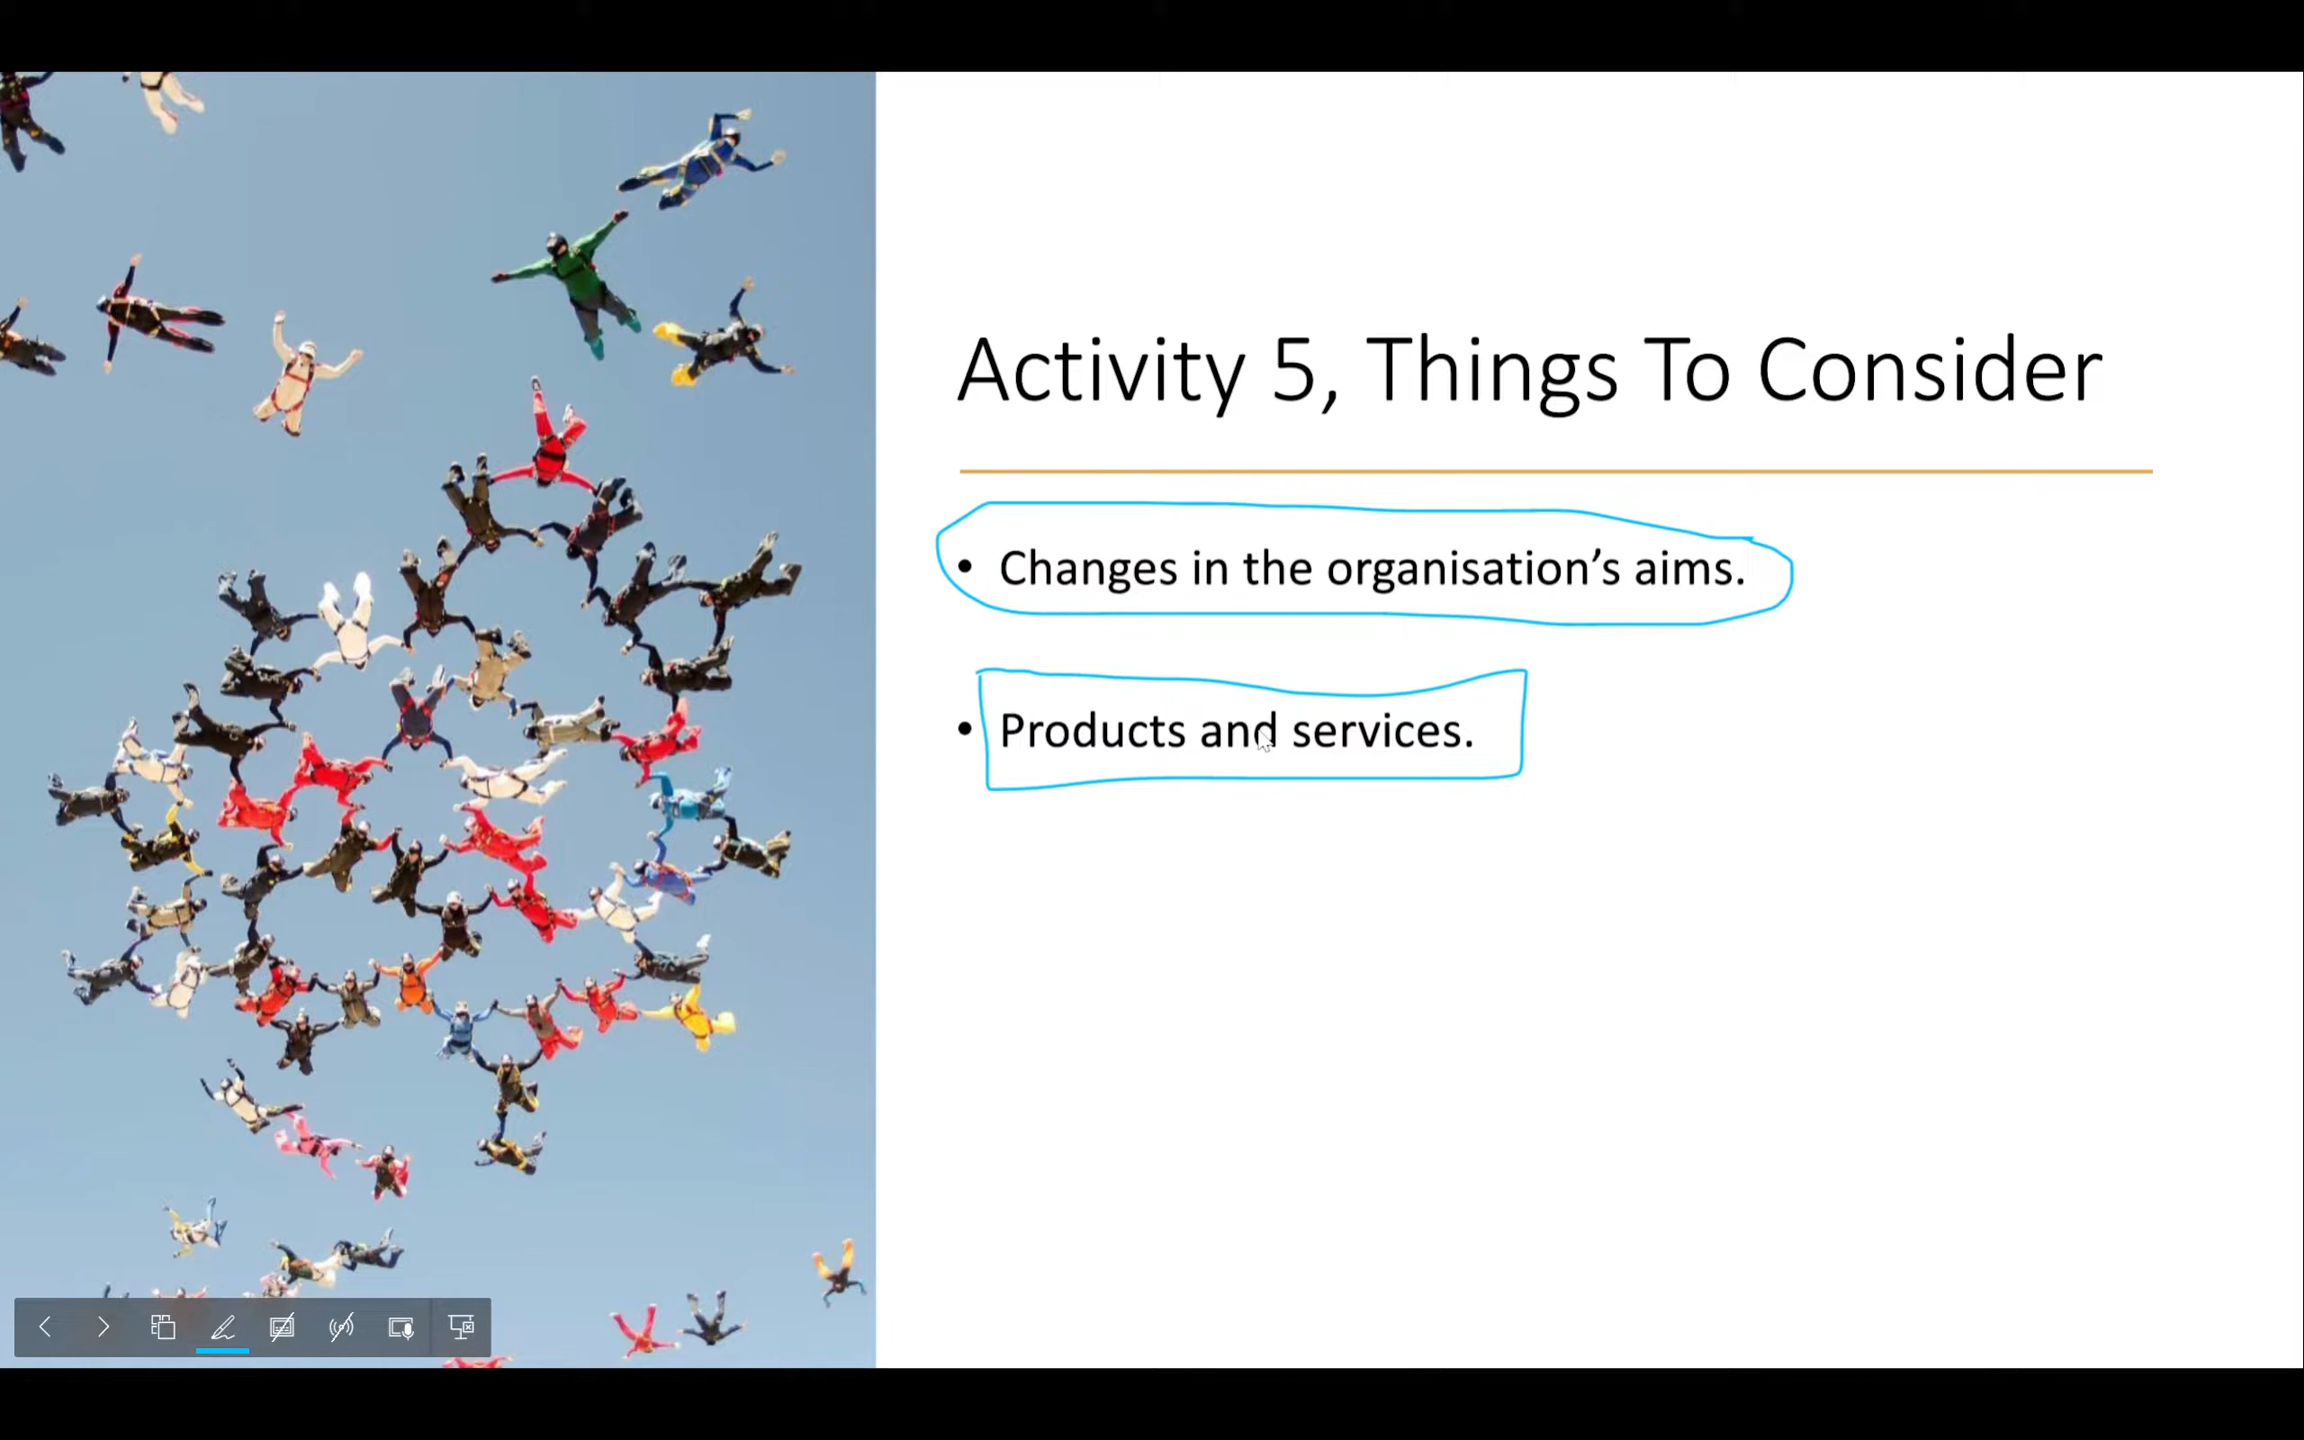 Activity 5, Things To Consider
• Changes in the organisation’s aims.
• Products and services.